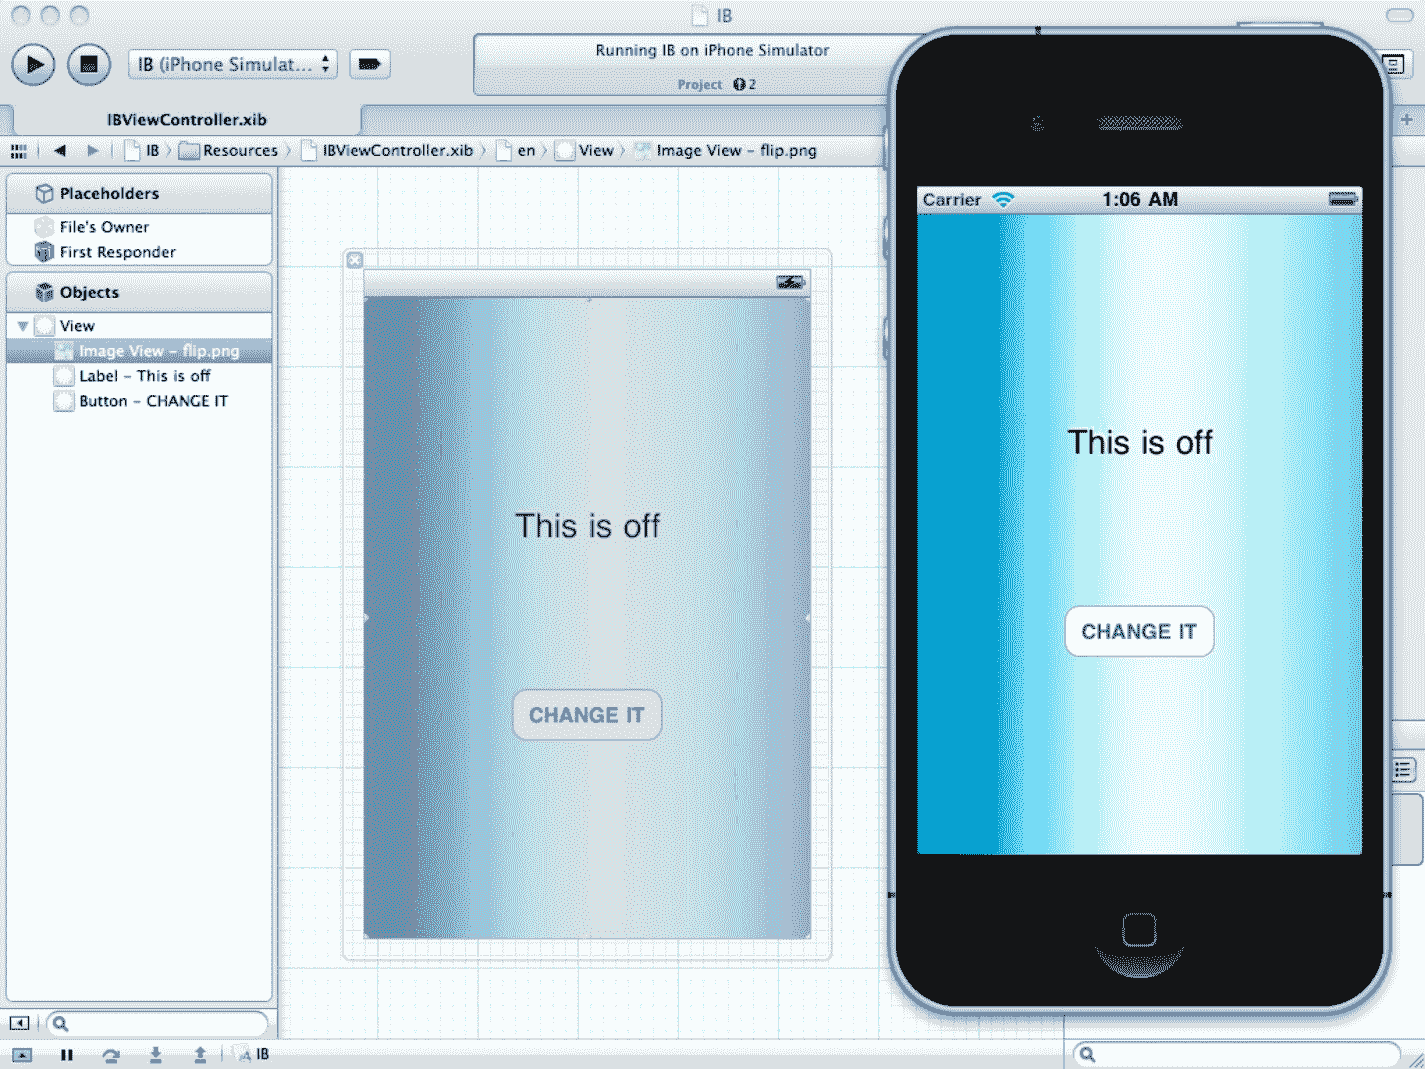 IB
IB (iPhone Simulat...
Running IB on iPhone Simulator
Project 2
IBViewController.xib
IB Resources IBViewController.xib en View Image View – flip.png
Placeholders
File's Owner
First Responder
Objects
View
Image View – flip.png
Label – This is off
Button – CHANGE IT
This is off
CHANGE IT
Carrier 1:06 AM
This is off
CHANGE IT
IB